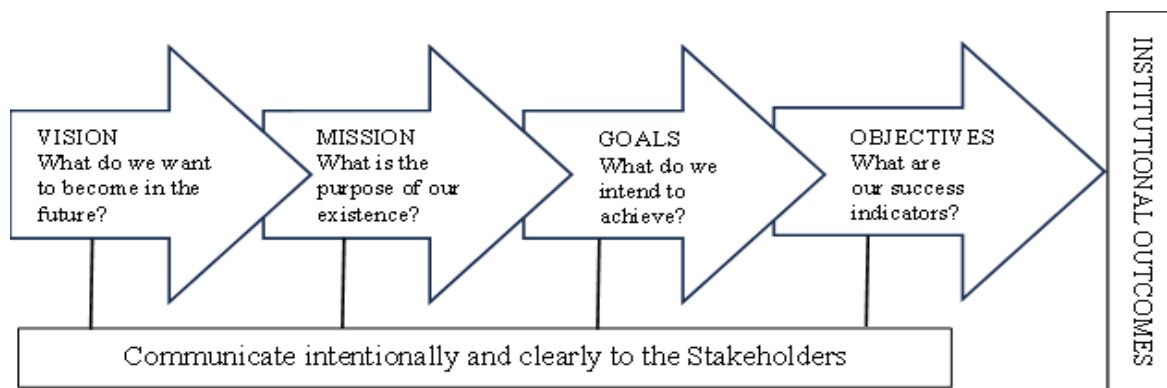 VISION
What do we want
to become in the
future?
MISSION
What is the
purpose of our
existence?
GOALS
What do we
intend to
achieve?
OBJECTIVES
What are
our success
indicators?
INSTITUTIONAL OUTCOMES
Communicate intentionally and clearly to the Stakeholders